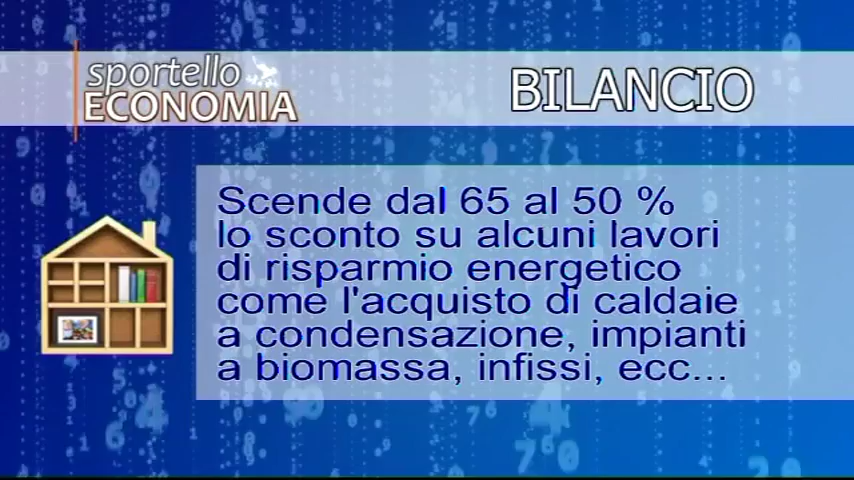 sportello
ECONOMIA
BILANCIO
Scende dal 65 al 50 %
lo sconto su alcuni lavori
di risparmio energetico
come l'acquisto di caldaie
a condensazione, impianti
a biomassa, infissi, ecc...